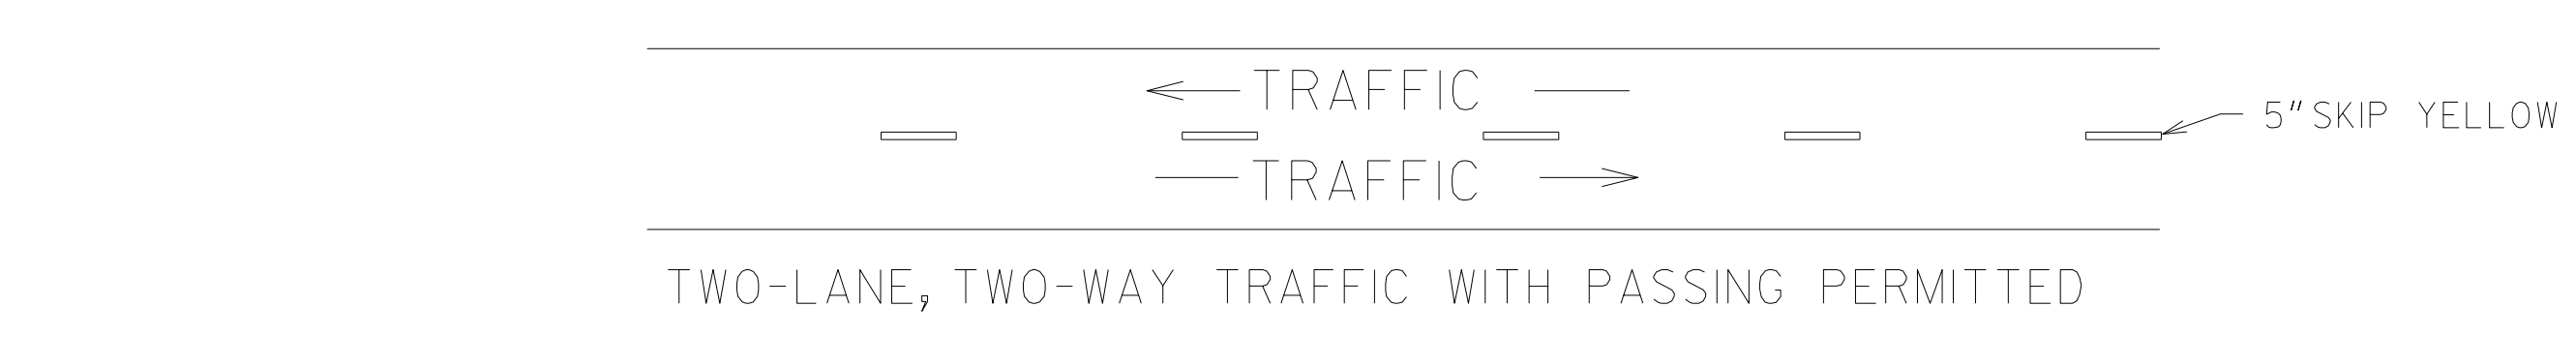 TRAFFIC
5"SKIP YELLOW
TRAFFIC
TWO-LANE, TWO-WAY TRAFFIC WITH PASSING PERMITTED